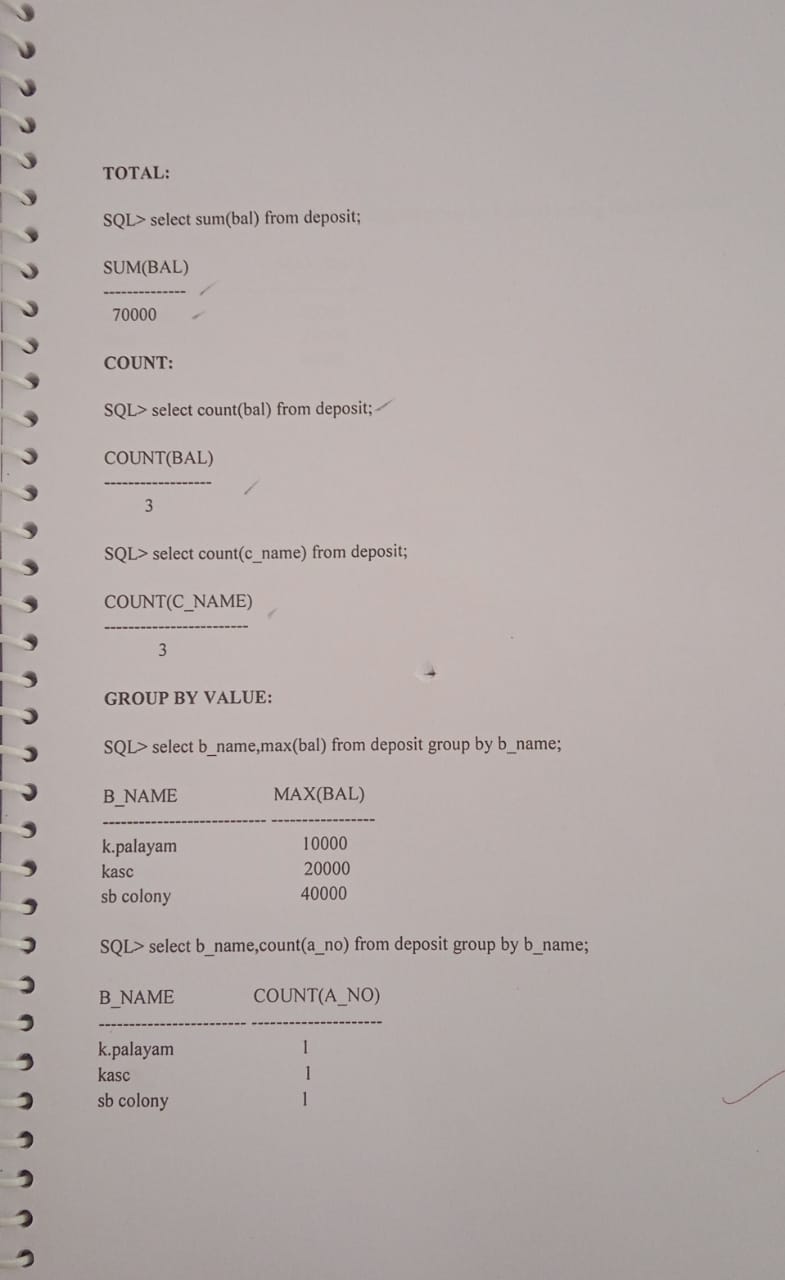 TOTAL:
SQL> select sum(bal) from deposit;
SUM(BAL)
--------------
70000
COUNT:
SQL> select count(bal) from deposit;
COUNT(BAL)
------------------
3
SQL> select count(c_name) from deposit;
COUNT(C_NAME)
------------------------
3
GROUP BY VALUE:
SQL> select b_name,max(bal) from deposit group by b_name;
B_NAME MAX(BAL)
--------------------------- -----------------
k.palayam 10000
kasc 20000
sb colony 40000
SQL> select b_name,count(a_no) from deposit group by b_name;
B_NAME COUNT(A_NO)
------------------------- ----------------------
k.palayam 1
kasc 1
sb colony 1